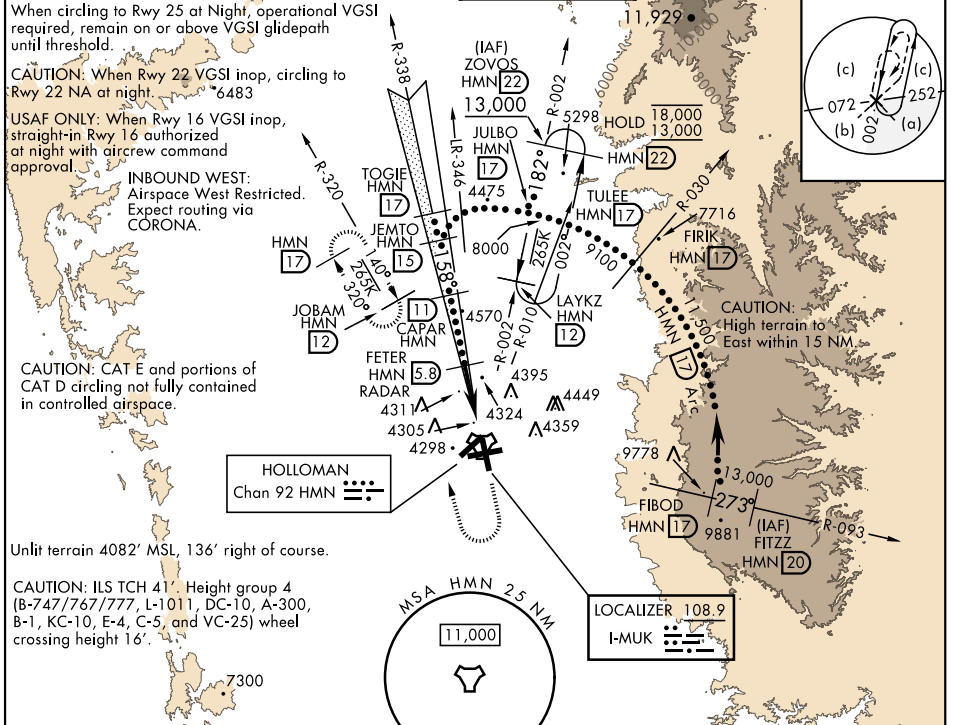 When circling to Rwy 25 at Night, operational VGSI
required, remain on or above VGSI glidepath
until threshold.
CAUTION: When Rwy 22 VGSI inop, circling to
Rwy 22 NA at night.
6483
USAF ONLY: When Rwy 16 VGSI inop,
straight-in Rwy 16 authorized
at night with aircrew command
approval.
INBOUND WEST:
Airspace West Restricted.
Expect routing via
CORONA.
R-338
R-320
R-346
(IAF)
ZOVOS
HMN 22
13,000
R-002
5298
HOLD 18,000
13,000
HMN 22
11,929
10,000
6000
8000
(c)
(c)
072
252
(b)
(a)
002
JULBO
HMN
17
182°
4475
TOGIE
HMN
17
TULEE
HMN 17
R-030
7716
FIRIK
HMN 17
JEMTO
HMN
15
8000
265K
002°
9100
158°
HMN
17
140°
265K
320°
JOBAM
HMN
12
11
CAPAR
HMN
4570
LAYKZ
HMN
12
R-002
R-010
11,500
HMN 17 Arc
CAUTION:
High terrain to
East within 15 NM.
CAUTION: CAT E and portions of
CAT D circling not fully contained
in controlled airspace.
FETER
HMN 5.8
RADAR
4395
4311
4324
4449
4305
4359
4298
9778
13,000
273°
FIBOD
HMN 17
9881
(IAF)
FITZZ
HMN 20
R-093
HOLLOMAN
Chan 92 HMN
Unlit terrain 4082' MSL, 136' right of course.
CAUTION: ILS TCH 41'. Height group 4
(B-747/767/777, L-1011, DC-10, A-300,
B-1, KC-10, E-4, C-5, and VC-25) wheel
crossing height 16'.
MSA HMN 25 NM
11,000
LOCALIZER 108.9
I-MUK
7300